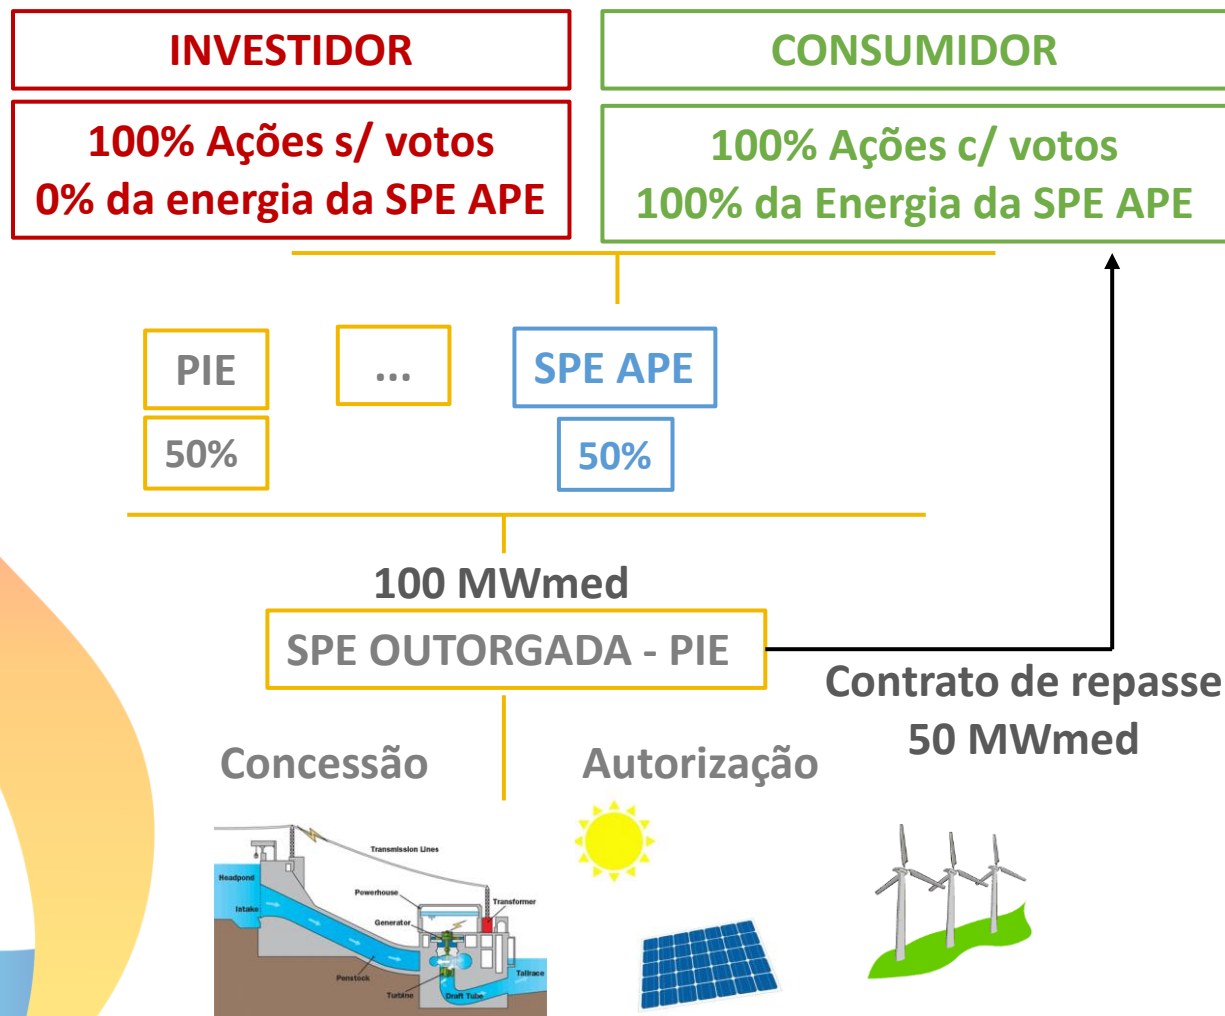 INVESTIDOR
CONSUMIDOR
100% Ações s/ votos
0% da energia da SPE APE
100% Ações c/ votos
100% da Energia da SPE APE
PIE
...
SPE APE
50%
50%
100 MWmed
SPE OUTORGADA - PIE
Contrato de repasse
50 MWmed
Concessão
Autorização
Transmission Lines
Headpond
Powerhouse
Intake
Transformer
Generator
Penstock
Turbine
Draft Tube
Tailrace